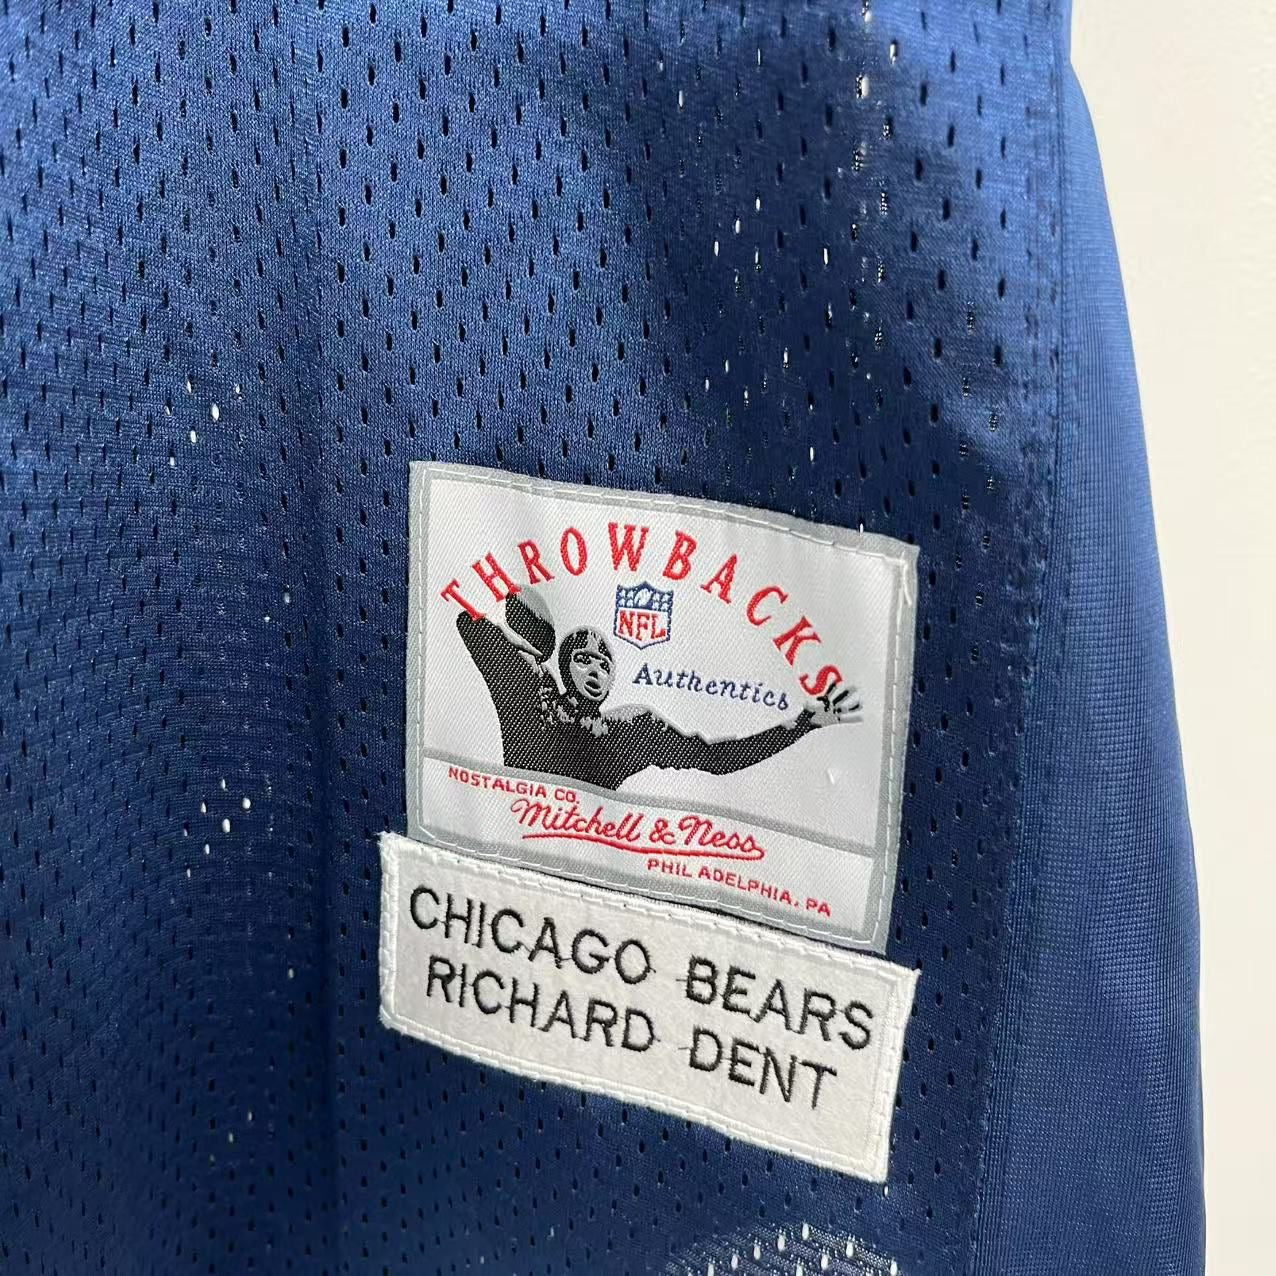 THROWBACKS
NFL
Authentics
NOSTALGIA CO.
Mitchell & Ness
PHILADELPHIA, PA
CHICAGO BEARS
RICHARD DENT